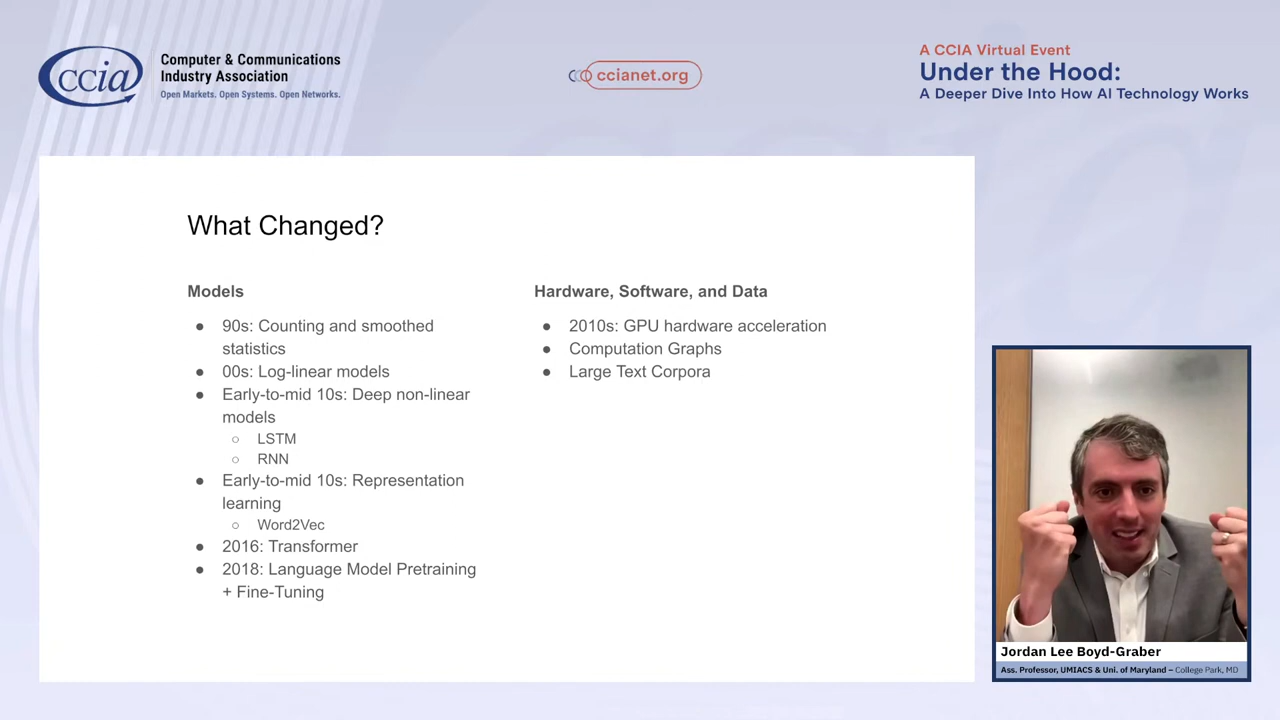 ccia
Computer & Communications
Industry Association
Open Markets. Open Systems. Open Networks.
ccianet.org
A CCIA Virtual Event
Under the Hood:
A Deeper Dive Into How AI Technology Works
What Changed?
Models
● 90s: Counting and smoothed
statistics
● 00s: Log-linear models
● Early-to-mid 10s: Deep non-linear
models
○ LSTM
○ RNN
● Early-to-mid 10s: Representation
learning
○ Word2Vec
● 2016: Transformer
● 2018: Language Model Pretraining
+ Fine-Tuning
Hardware, Software, and Data
● 2010s: GPU hardware acceleration
● Computation Graphs
● Large Text Corpora
Jordan Lee Boyd-Graber
Ass. Professor, UMIACS & Uni. of Maryland – College Park, MD